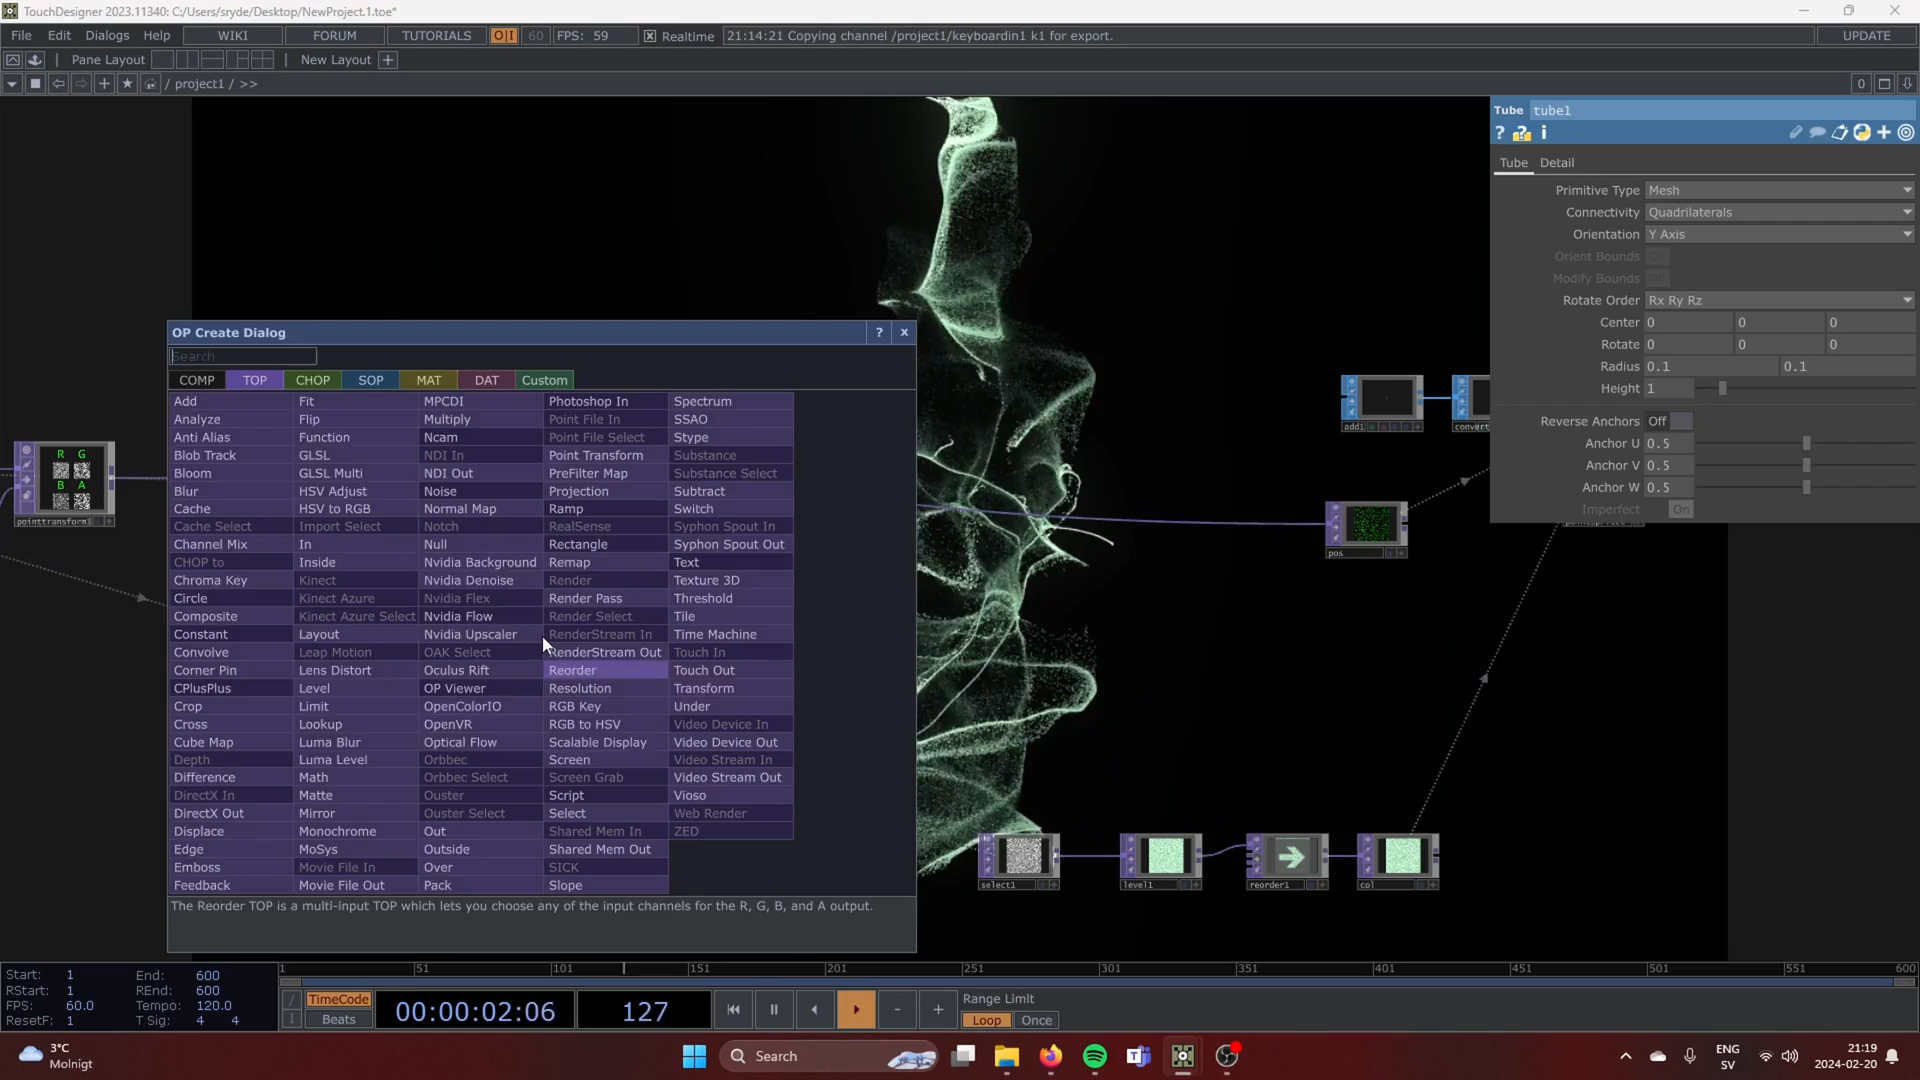 TouchDesigner 2023.11340: C:/Users/sryde/Desktop/NewProject.1.toe*
File Edit Dialogs Help WIKI FORUM TUTORIALS O|I 60 FPS: 59 Realtime 21:14:21 Copying channel /project1/keyboardin1 k1 for export. UPDATE
Pane Layout New Layout +
/ project1 / >> 0
Tube tube1
? ? i
Tube Detail
Primitive Type Mesh
Connectivity Quadrilaterals
Orientation Y Axis
Orient Bounds
Modify Bounds
Rotate Order Rx Ry Rz
Center 0 0 0
Rotate 0 0 0
Radius 0.1 0.1
Height 1
Reverse Anchors Off
Anchor U 0.5
Anchor V 0.5
Anchor W 0.5
Imperfect On
OP Create Dialog ? x
Search
COMP TOP CHOP SOP MAT DAT Custom
Add Fit MPCDI Photoshop In Spectrum
Analyze Flip Multiply Point File In SSAO
Anti Alias Function Ncam Point File Select Stype
Blob Track GLSL NDI In Point Transform Substance
Bloom GLSL Multi NDI Out PreFilter Map Substance Select
Blur HSV Adjust Noise Projection Subtract
Cache HSV to RGB Normal Map Ramp Switch
Cache Select Import Select Notch RealSense Syphon Spout In
Channel Mix In Null Rectangle Syphon Spout Out
CHOP to Inside Nvidia Background Remap Text
Chroma Key Kinect Nvidia Denoise Render Texture 3D
Circle Kinect Azure Nvidia Flex Render Pass Threshold
Composite Kinect Azure Select Nvidia Flow Render Select Tile
Constant Layout Nvidia Upscaler RenderStream In Time Machine
Convolve Leap Motion OAK Select RenderStream Out Touch In
Corner Pin Lens Distort Oculus Rift Reorder Touch Out
CPlusPlus Level OP Viewer Resolution Transform
Crop Limit OpenColorIO RGB Key Under
Cross Lookup OpenVR RGB to HSV Video Device In
Cube Map Luma Blur Optical Flow Scalable Display Video Device Out
Depth Luma Level Orbbec Screen Video Stream In
Difference Math Orbbec Select Screen Grab Video Stream Out
DirectX In Matte Ouster Script Vioso
DirectX Out Mirror Ouster Select Select Web Render
Displace Monochrome Out Shared Mem In ZED
Edge MoSys Outside Shared Mem Out
Emboss Movie File In Over SICK
Feedback Movie File Out Pack Slope
The Reorder TOP is a multi-input TOP which lets you choose any of the input channels for the R, G, B, and A output.
R G
B A
pointtransform1
add1
convert
pos
select1 level1 reorder1 col
Start: 1 End: 600
RStart: 1 REnd: 600
FPS: 60.0 Tempo: 120.0
ResetF: 1 T Sig: 4 4
1 51 101 151 201 251 301 351 401 451 501 551 600
TimeCode
Beats
00:00:02:06
127
- +
Range Limit
Loop Once
3°C
Molnigt
Search
ENG
SV
21:19
2024-02-20